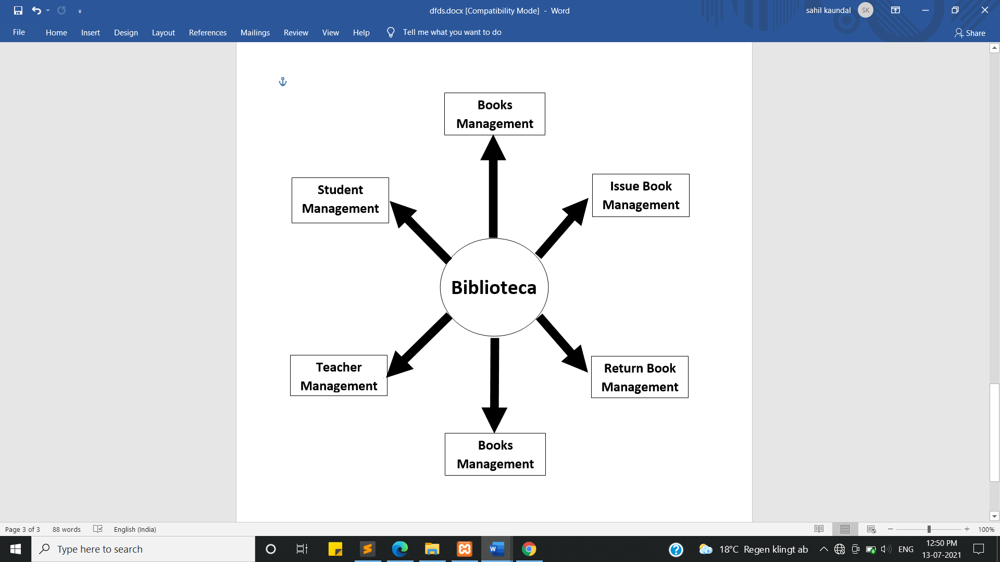 dfds.docx [Compatibility Mode] - Word
sahil kaundal
SK
File Home Insert Design Layout References Mailings Review View Help Tell me what you want to do
Share
Books
Management
Student
Management
Issue Book
Management
Biblioteca
Teacher
Management
Return Book
Management
Books
Management
Page 3 of 3 88 words English (India)
100%
Type here to search
18°C Regen klingt ab
ENG
12:50 PM
13-07-2021